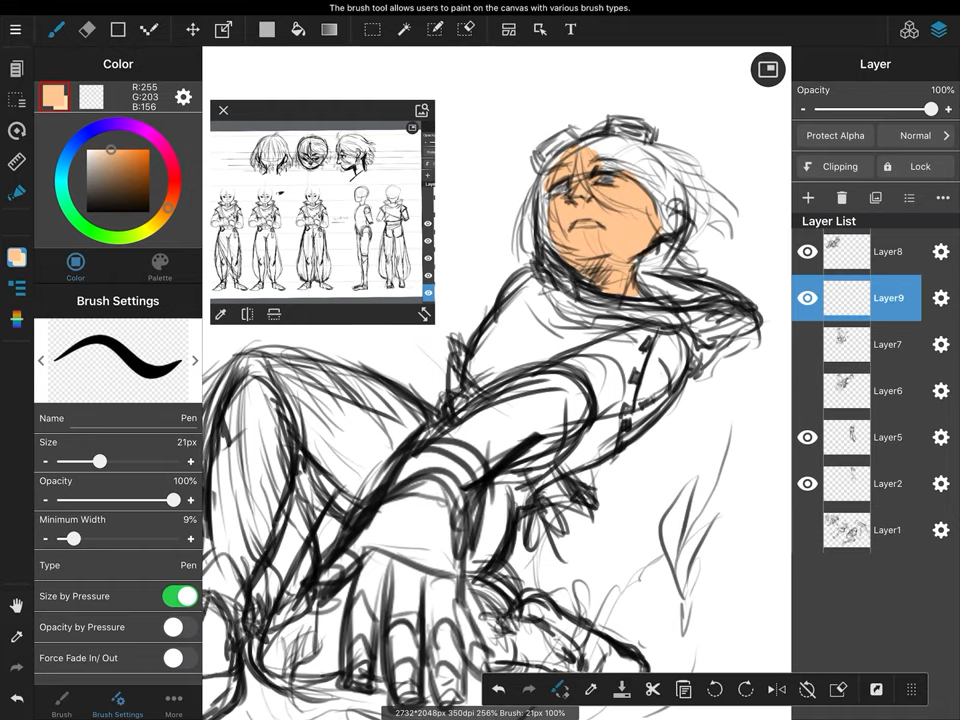 The brush tool allows users to paint on the canvas with various brush types.
T
Color
R:255
G:203
B:156
Color
Palette
Brush Settings
Name Pen
Size 21px
- +
Opacity 100%
- +
Minimum Width 9%
- +
Type Pen
Size by Pressure
Opacity by Pressure
Force Fade In/ Out
Brush
Brush Settings
More
2732*2048px 350dpi 256% Brush: 21px 100%
Layer
Opacity 100%
- +
Protect Alpha
Normal
Clipping
Lock
Layer List
Layer8
Layer9
Layer7
Layer6
Layer5
Layer2
Layer1